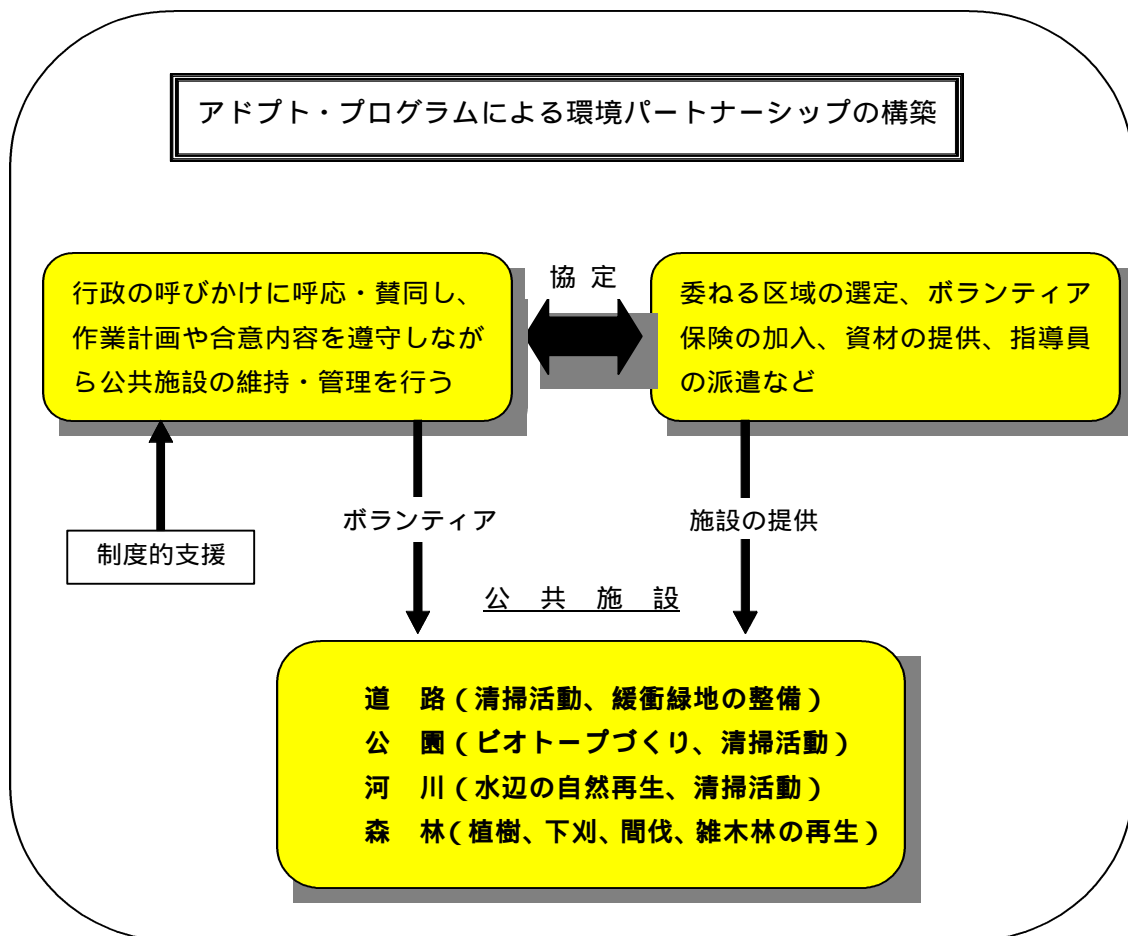 アドプト・プログラムによる環境パートナーシップの構築
行政の呼びかけに呼応・賛同し、
作業計画や合意内容を遵守しなが
ら公共施設の維持・管理を行う
協 定
委ねる区域の選定、ボランティア
保険の加入、資材の提供、指導員
の派遣など
制度的支援
ボランティア
施設の提供
公 共 施 設
道 路(清掃活動、緩衝緑地の整備)
公 園(ビオトープづくり、清掃活動)
河 川(水辺の自然再生、清掃活動)
森 林(植樹、下刈、間伐、雑木林の再生)